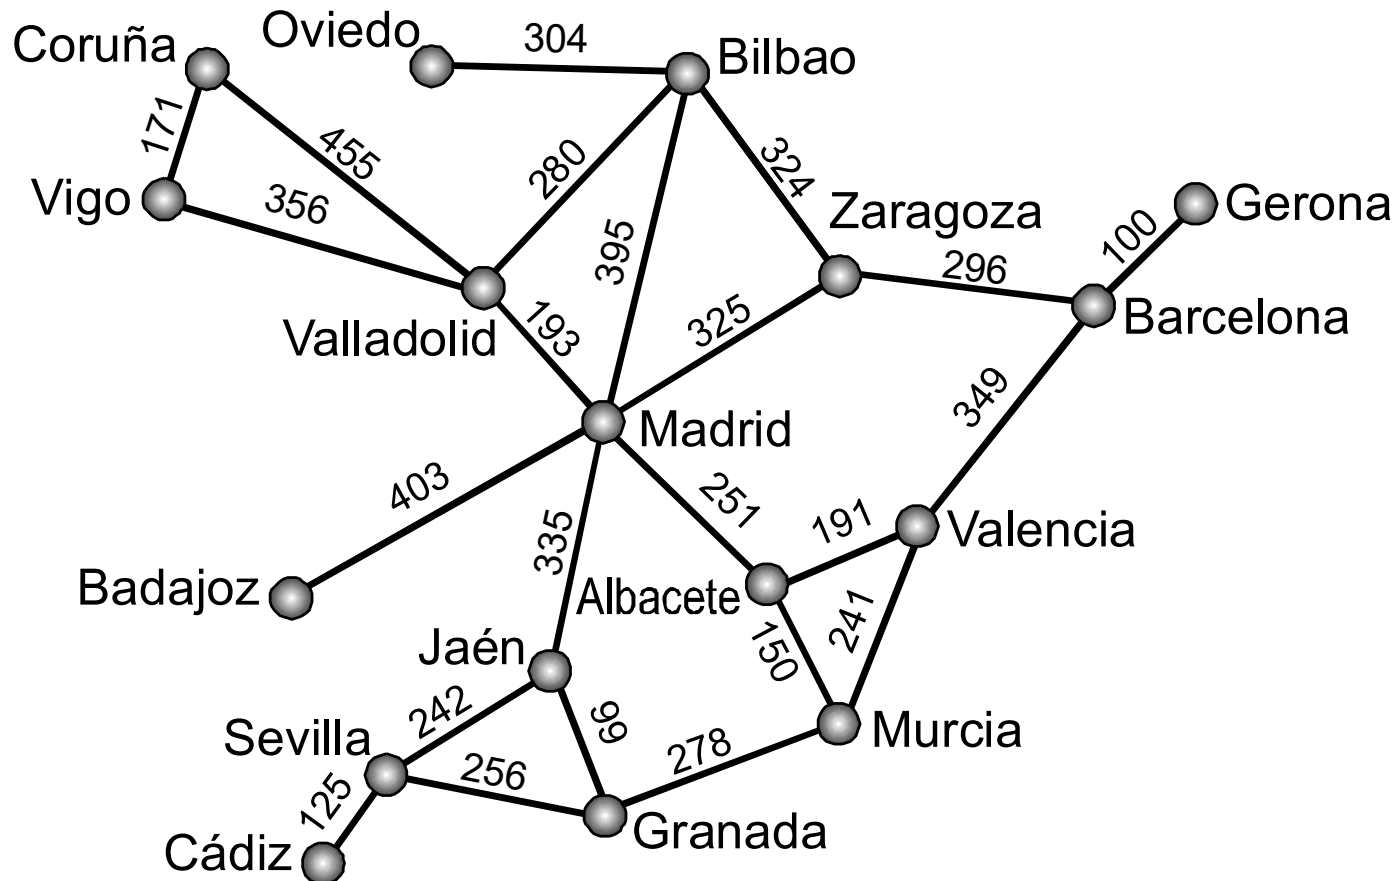 Oviedo
304
Bilbao
Coruña
171
455
280
324
Vigo
356
395
Zaragoza
Gerona
100
296
Barcelona
Valladolid
193
325
349
Madrid
403
251
191
Valencia
335
Badajoz
Albacete
241
150
Jaén
242
99
278
Murcia
Sevilla
256
125
Granada
Cádiz